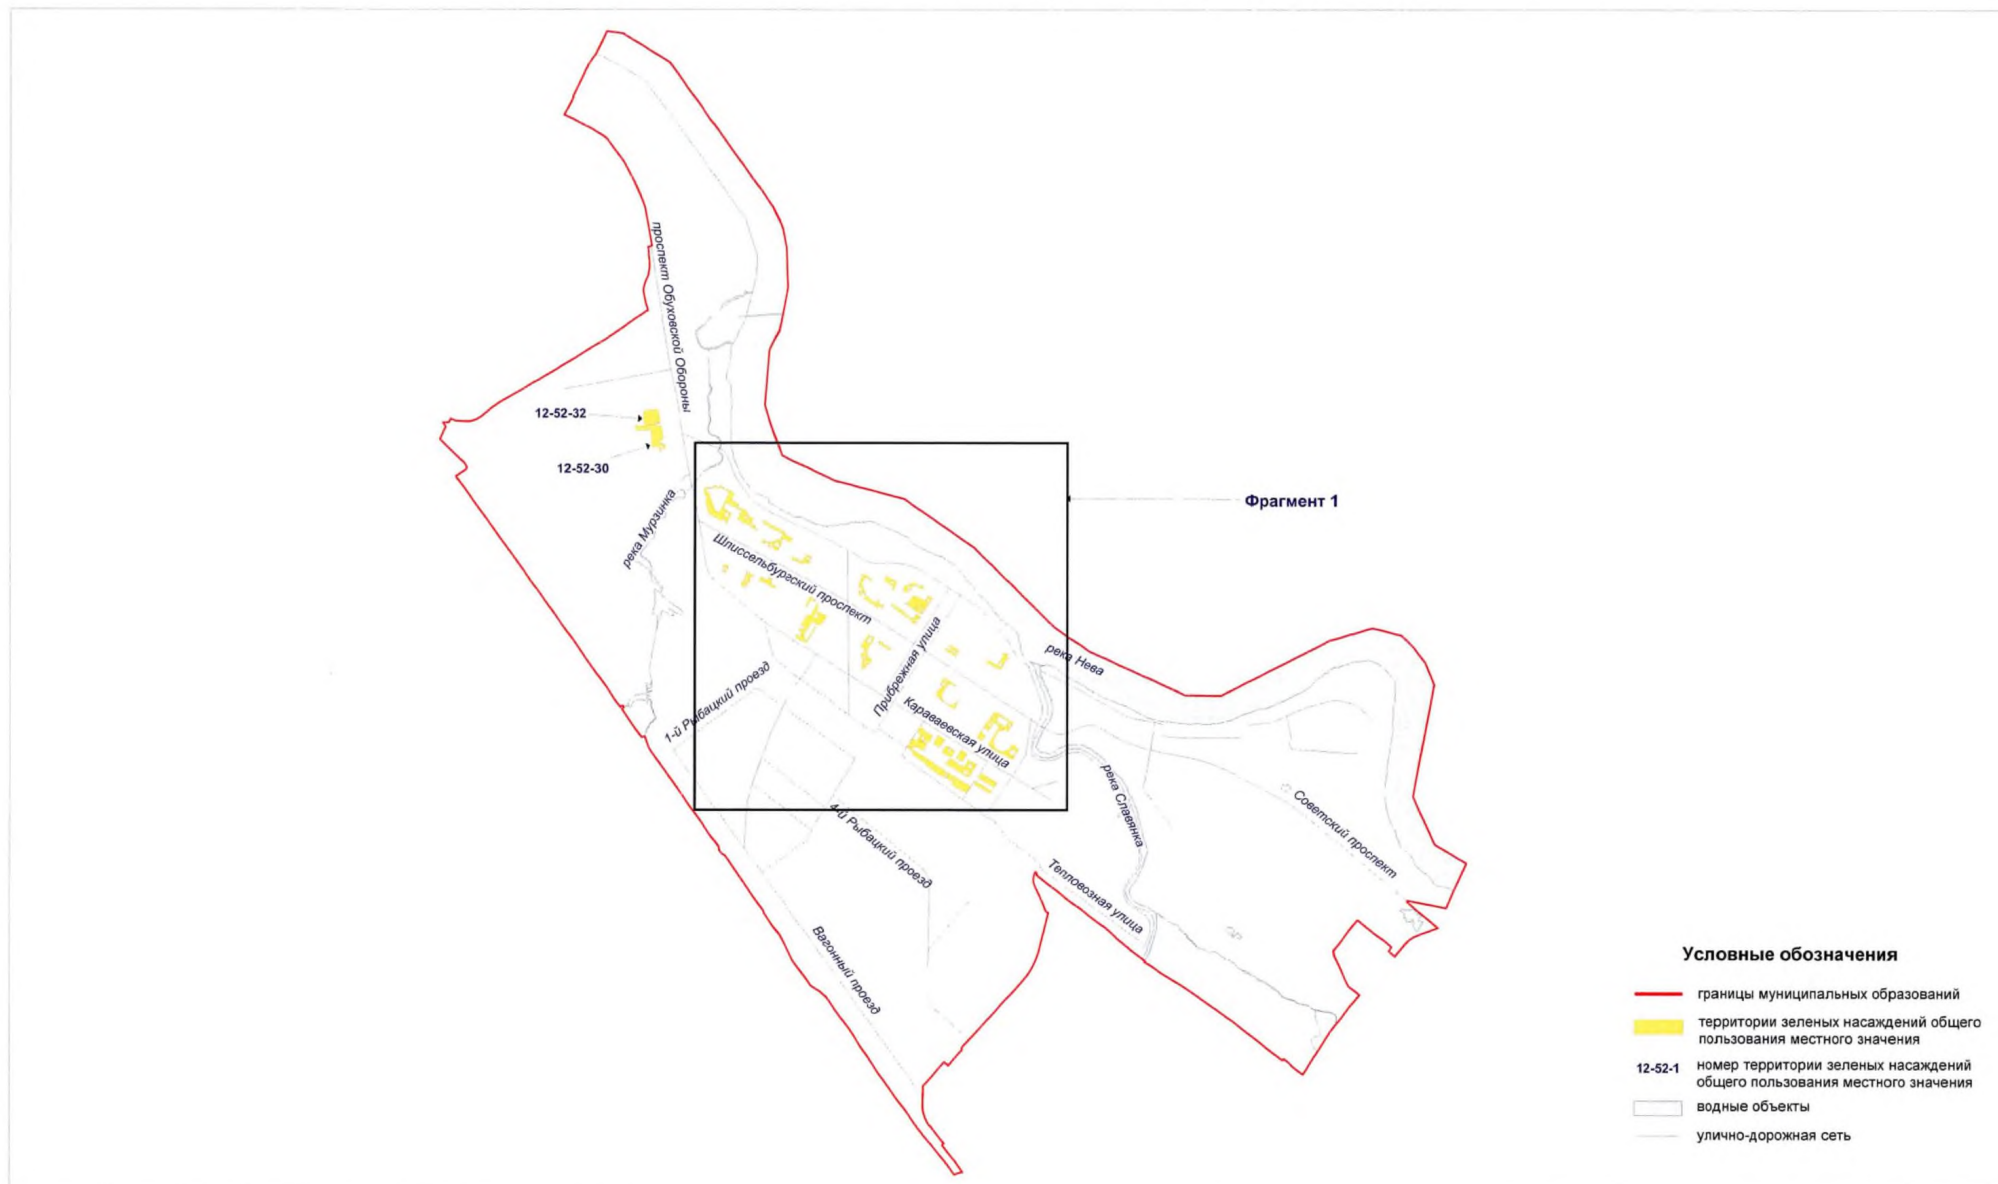 проспект Обуховской Обороны
12-52-32
12-52-30
Фрагмент 1
река Мурзинка
Шлиссельбургский проспект
Прибрежная улица
река Нева
1-й Рыбацкий проезд
Караваевская улица
река Славянка
Советский проспект
4-й Рыбацкий проезд
Тепловозная улица
Вагонный проезд
Условные обозначения
границы муниципальных образований
территории зеленых насаждений общего
пользования местного значения
12-52-1
номер территории зеленых насаждений
общего пользования местного значения
водные объекты
улично-дорожная сеть